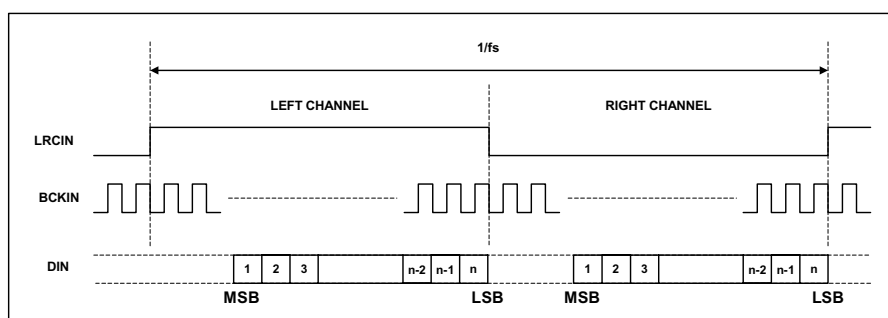 1/fs
LEFT CHANNEL RIGHT CHANNEL
LRCIN
BCKIN
DIN 1 2 3 n-2 n-1 n 1 2 3 n-2 n-1 n
MSB LSB MSB LSB